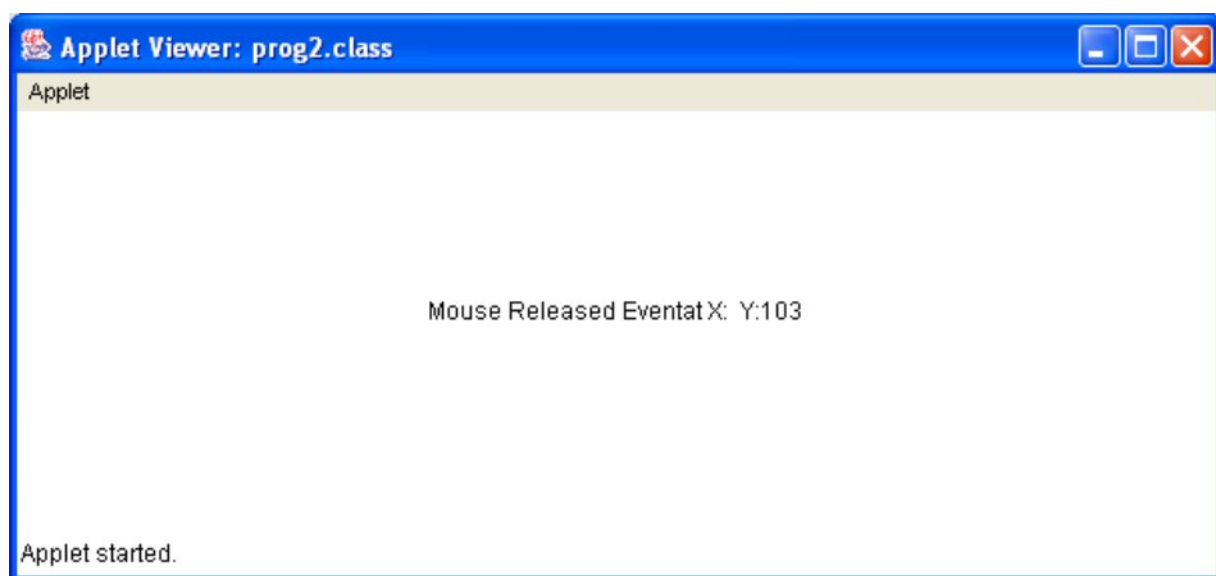 Applet Viewer: prog2.class
Applet
Mouse Released Eventat X: Y:103
Applet started.